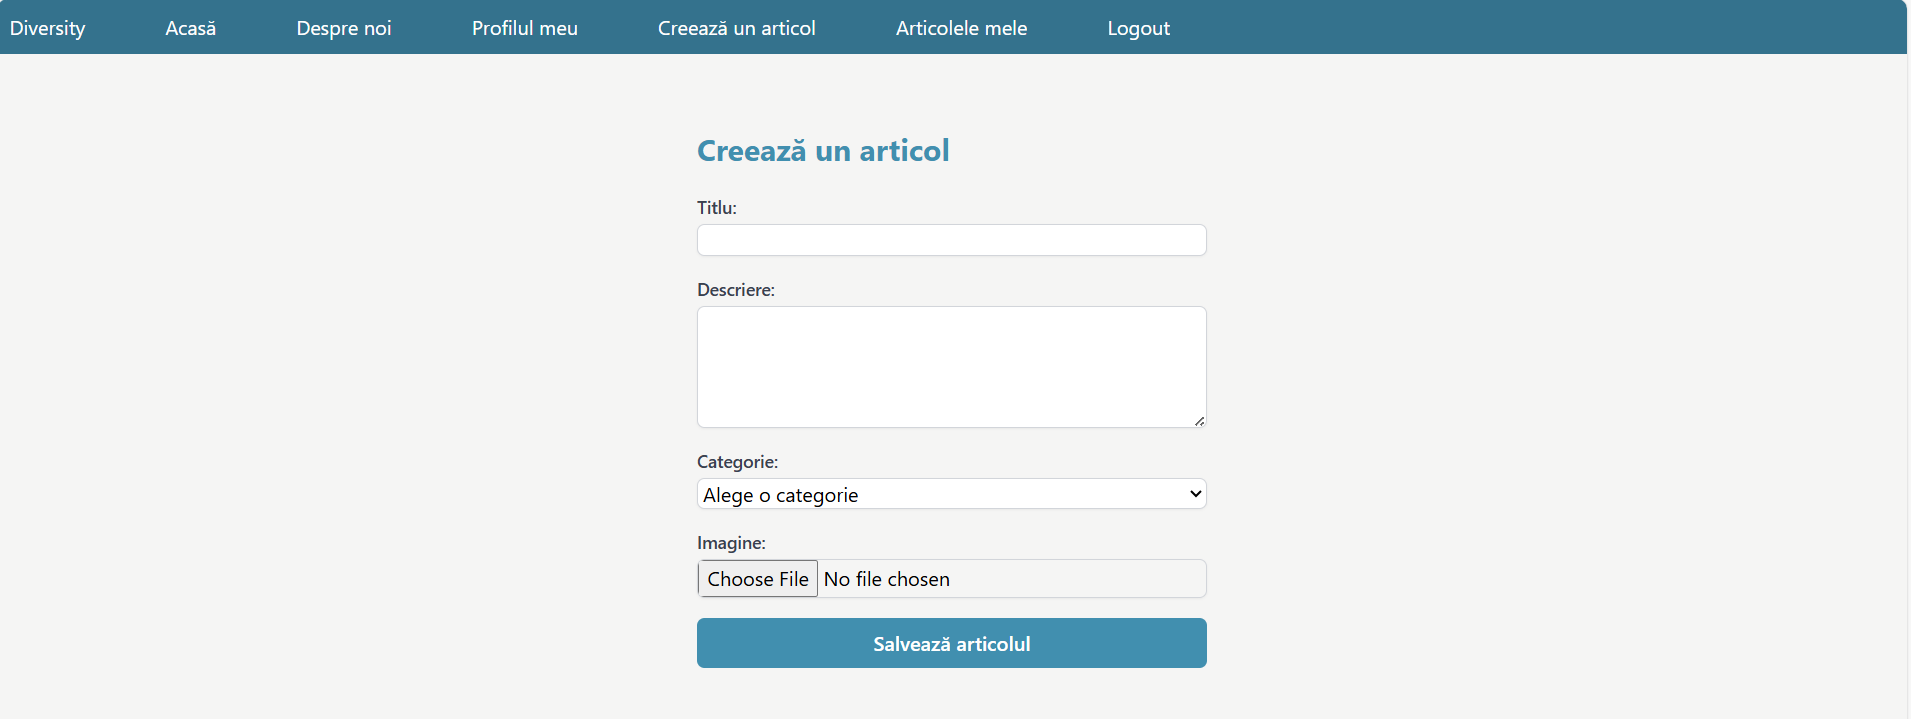 Diversity Acasă Despre noi Profilul meu Creează un articol Articolele mele Logout
Creează un articol
Titlu:
Descriere:
Categorie:
Alege o categorie
Imagine:
Choose File No file chosen
Salvează articolul